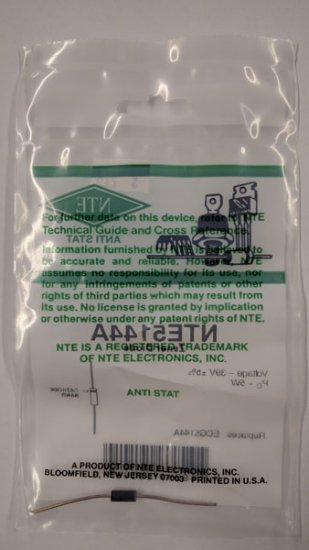 NTE
ANTI STAT
For further data on this device, refer to NTE
Technical Guide and Cross Reference.
Information furnished by NTE is believed to
be accurate and reliable. However, NTE
assumes no responsibility for its use, nor
for any infringements of patents or other
rights of third parties which may result from
its use. No license is granted by implication
or otherwise under any patent rights of NTE.
NTE5144A
Zener Diode
NTE IS A REGISTERED TRADEMARK
OF NTE ELECTRONICS, INC.
Voltage - 39V ±5%
PD - 5W
CATHODE
BAND
ANTI STAT
Replaces ECG5144A
A PRODUCT OF NTE ELECTRONICS, INC.
BLOOMFIELD, NEW JERSEY 07003 PRINTED IN U.S.A.